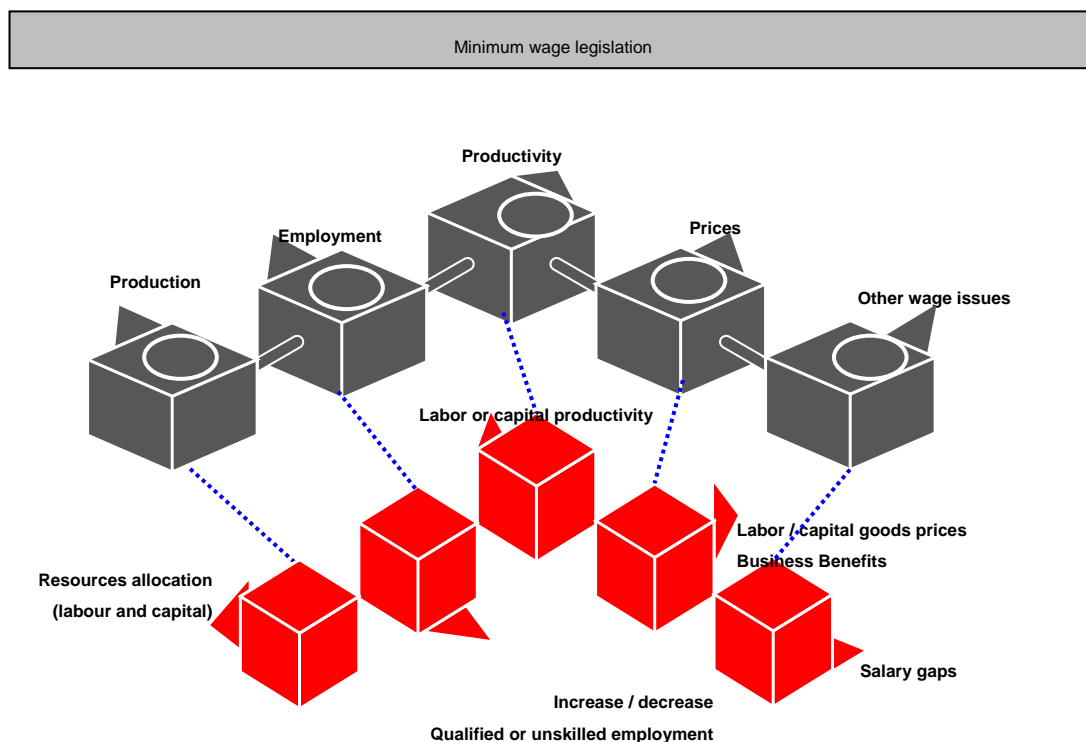 Minimum wage legislation
Productivity
Employment
Prices
Production
Other wage issues
Labor or capital productivity
Labor / capital goods prices
Business Benefits
Resources allocation
(labour and capital)
Salary gaps
Increase / decrease
Qualified or unskilled employment